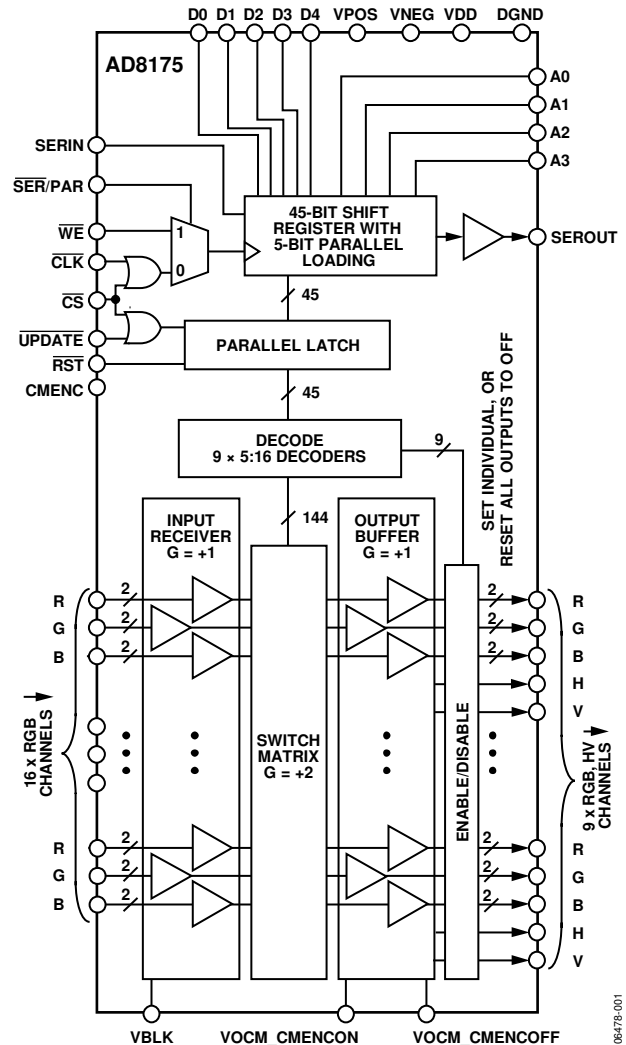 D0 D1 D2 D3 D4 VPOS VNEG VDD DGND
AD8175
A0
A1
A2
A3
SERIN
SER/PAR
WE
CLK
CS
UPDATE
RST
CMENC
1
0
45-BIT SHIFT
REGISTER WITH
5-BIT PARALLEL
LOADING
SEROUT
45
PARALLEL LATCH
45
DECODE
9 × 5:16 DECODERS
9
SET INDIVIDUAL, OR
RESET ALL OUTPUTS TO OFF
144
INPUT
RECEIVER
G = +1
OUTPUT
BUFFER
G = +1
SWITCH
MATRIX
G = +2
ENABLE/DISABLE
16 x RGB
CHANNELS
R 2
G 2
B 2
R 2
G 2
B 2
2 R
2 G
2 B
H
V
2 R
2 G
2 B
H
V
9 x RGB, HV
CHANNELS
VBLK VOCM_CMENCON VOCM_CMENCOFF
06478-001